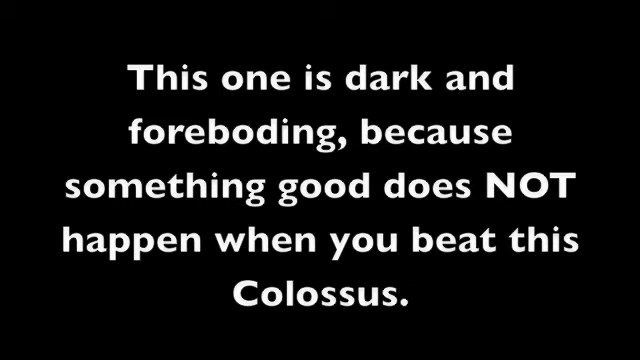 This one is dark and
foreboding, because
something good does NOT
happen when you beat this
Colossus.